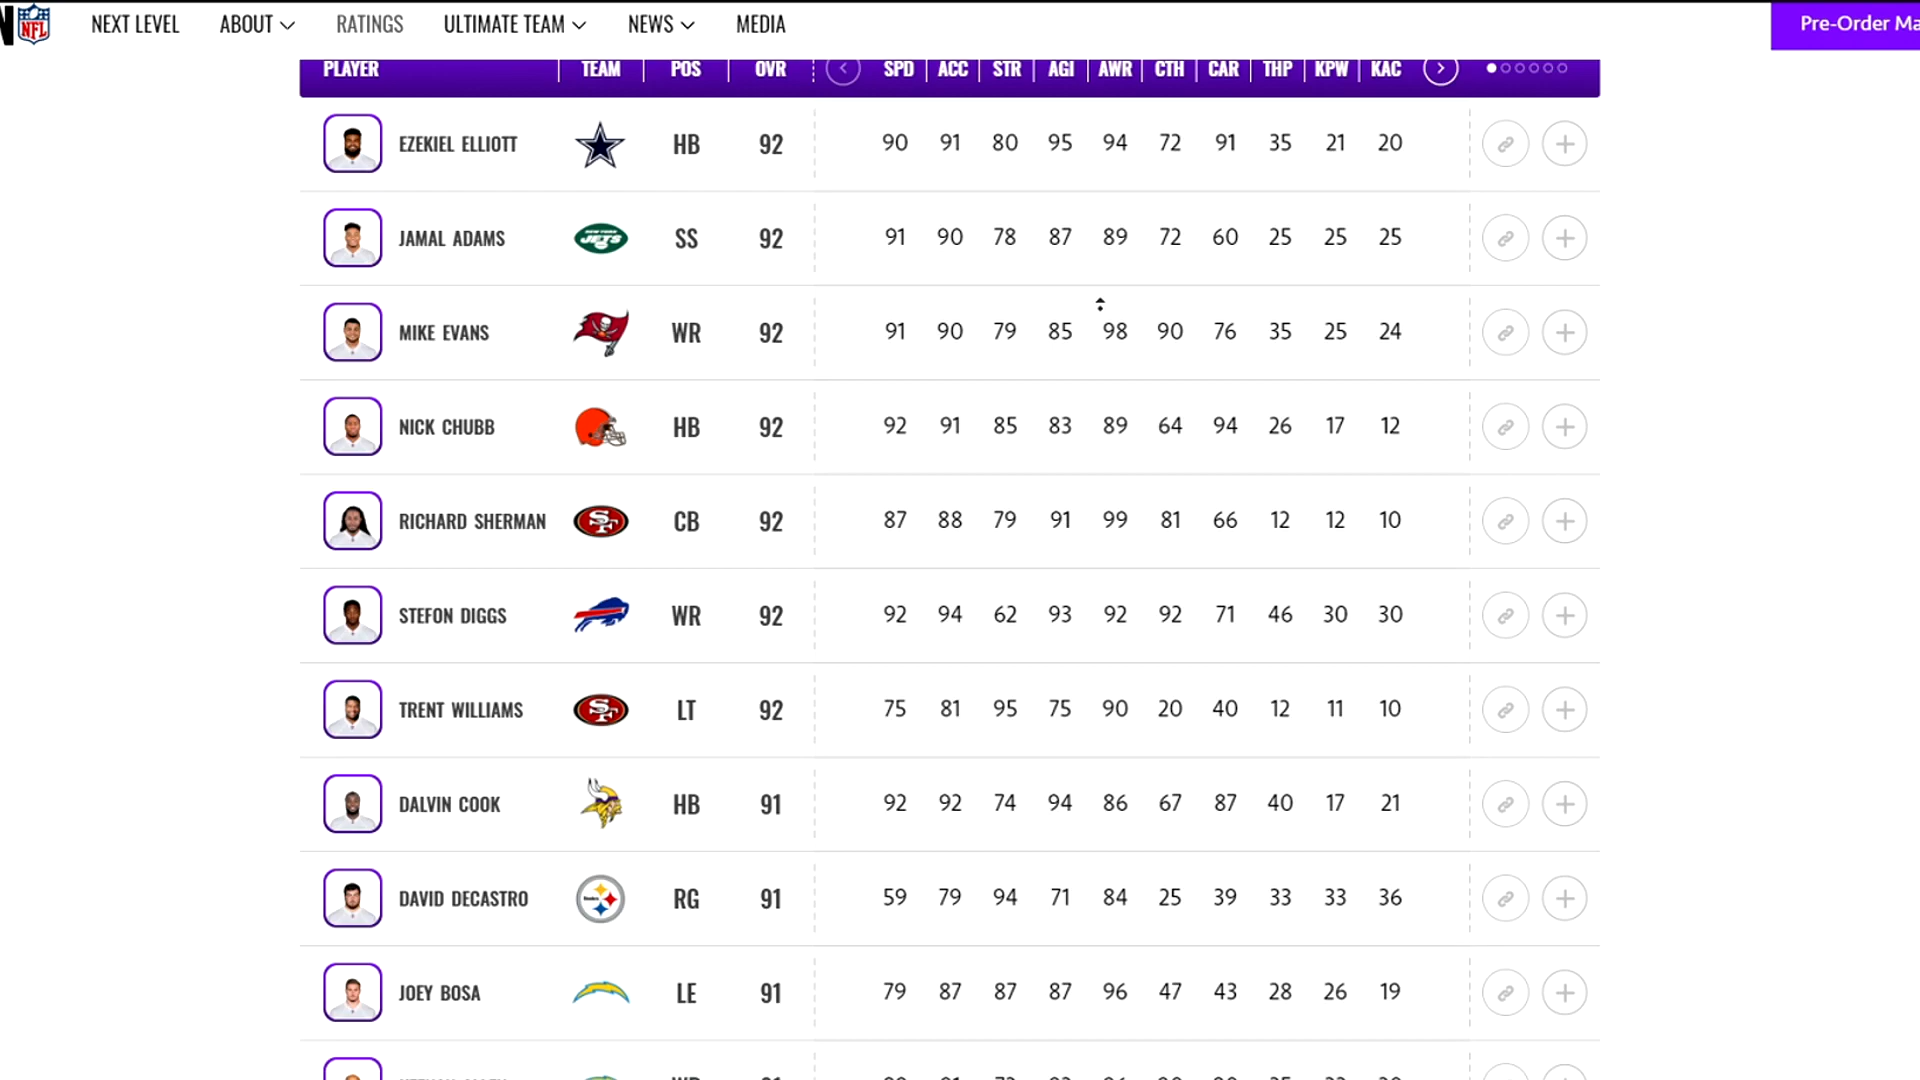 NFL NEXT LEVEL ABOUT RATINGS ULTIMATE TEAM NEWS MEDIA Pre-Order Ma
PLAYER TEAM POS OVR SPD ACC STR AGI AWR CTH CAR THP KPW KAC
EZEKIEL ELLIOTT HB 92 90 91 80 95 94 72 91 35 21 20
JAMAL ADAMS JETS SS 92 91 90 78 87 89 72 60 25 25 25
MIKE EVANS WR 92 91 90 79 85 98 90 76 35 25 24
NICK CHUBB HB 92 92 91 85 83 89 64 94 26 17 12
RICHARD SHERMAN SF CB 92 87 88 79 91 99 81 66 12 12 10
STEFON DIGGS WR 92 92 94 62 93 92 92 71 46 30 30
TRENT WILLIAMS SF LT 92 75 81 95 75 90 20 40 12 11 10
DALVIN COOK HB 91 92 92 74 94 86 67 87 40 17 21
DAVID DECASTRO Steelers RG 91 59 79 94 71 84 25 39 33 33 36
JOEY BOSA LE 91 79 87 87 87 96 47 43 28 26 19